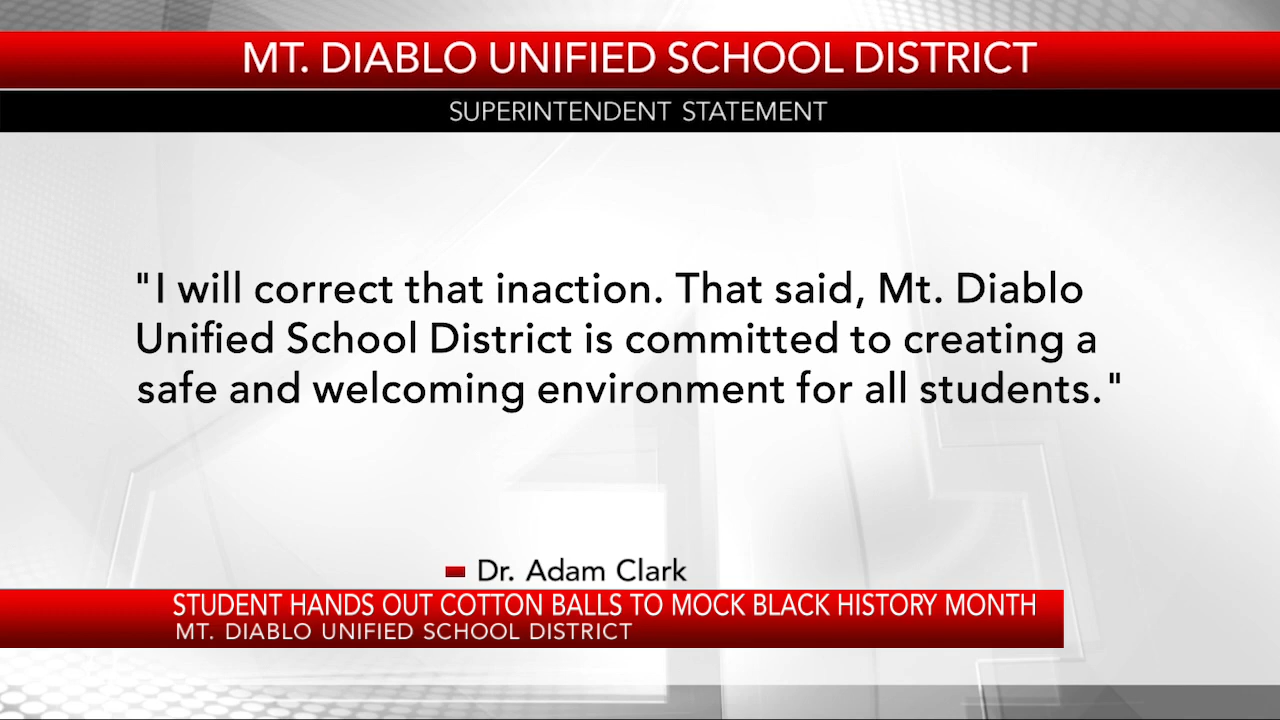 MT. DIABLO UNIFIED SCHOOL DISTRICT
SUPERINTENDENT STATEMENT
"I will correct that inaction. That said, Mt. Diablo
Unified School District is committed to creating a
safe and welcoming environment for all students."
Dr. Adam Clark
STUDENT HANDS OUT COTTON BALLS TO MOCK BLACK HISTORY MONTH
MT. DIABLO UNIFIED SCHOOL DISTRICT